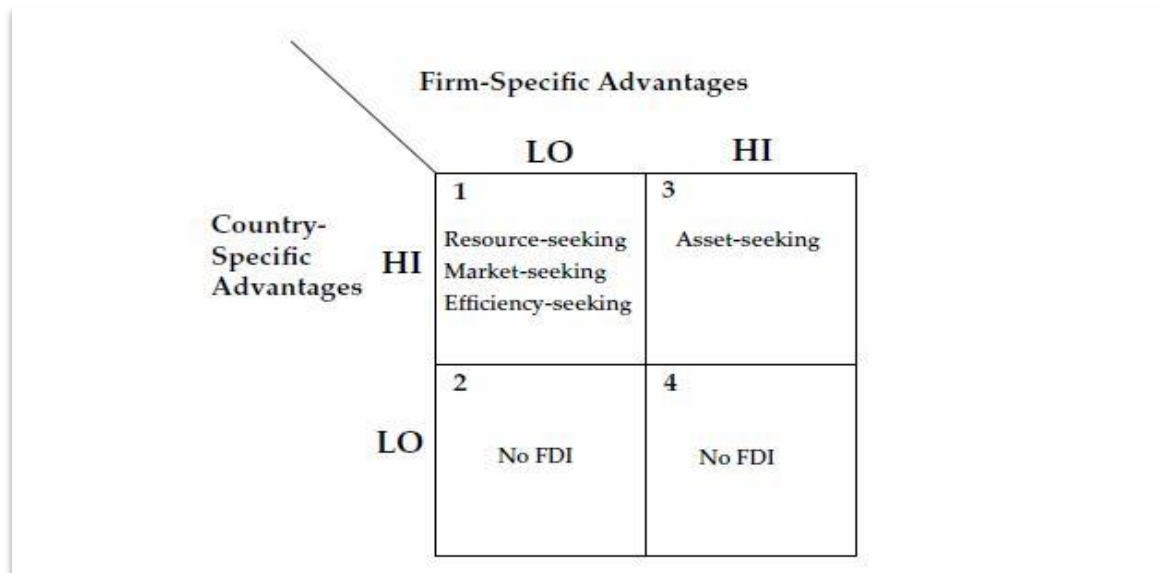 Firm-Specific Advantages
LO
HI
Country-
Specific
Advantages
HI
1
Resource-seeking
Market-seeking
Efficiency-seeking
3
Asset-seeking
LO
2
No FDI
4
No FDI